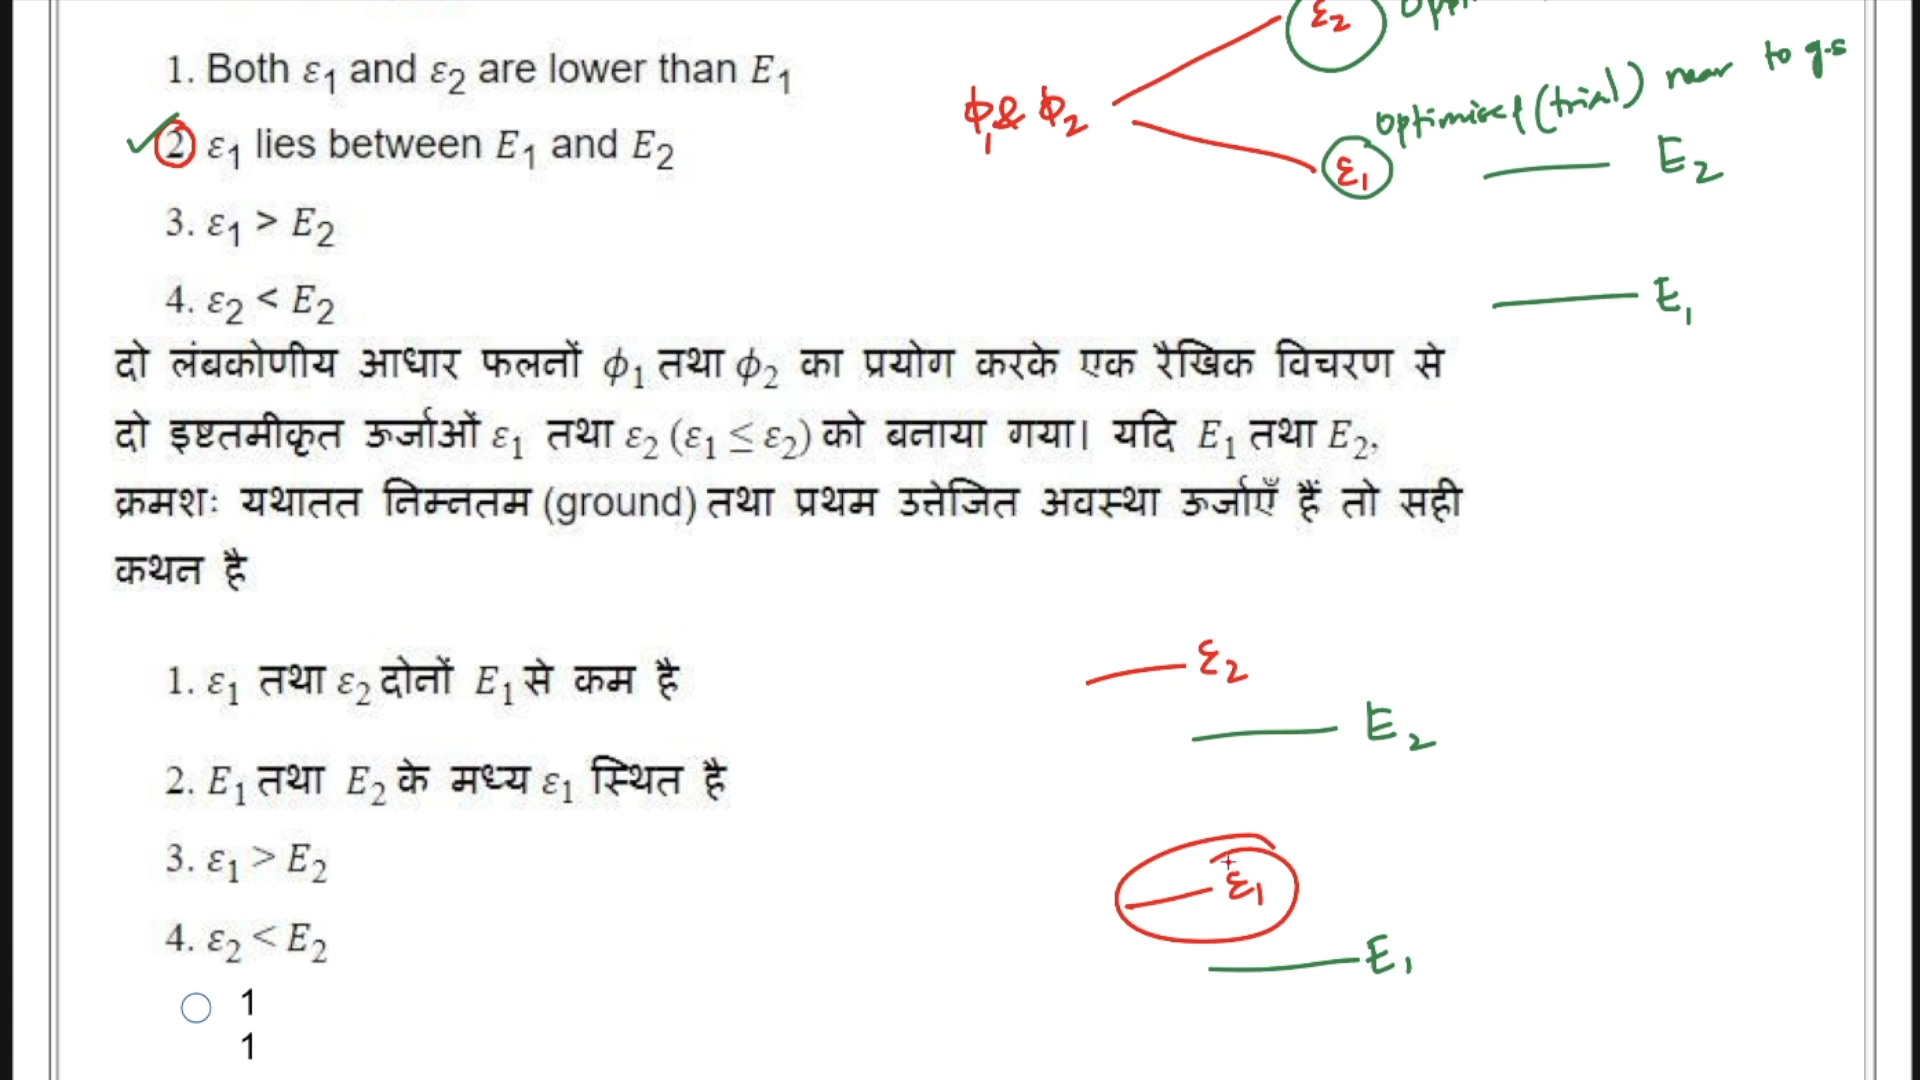 1. Both ε1 and ε2 are lower than E1
2 ε1 lies between E1 and E2
3. ε1 > E2
4. ε2 < E2
ε2
optimised (trial) near to g.s
ϕ1 & ϕ2
ε1
E2
E1
दो लंबकोणीय आधार फलनों ϕ1 तथा ϕ2 का प्रयोग करके एक रैखिक विचरण से
दो इष्टतमीकृत ऊर्जाओं ε1 तथा ε2 (ε1 ≤ ε2) को बनाया गया। यदि E1 तथा E2,
क्रमशः यथातत निम्नतम (ground) तथा प्रथम उत्तेजित अवस्था ऊर्जाएँ हैं तो सही
कथन है
1. ε1 तथा ε2 दोनों E1 से कम है
2. E1 तथा E2 के मध्य ε1 स्थित है
3. ε1 > E2
4. ε2 < E2
ε2
E2
ε1
E1
1
1